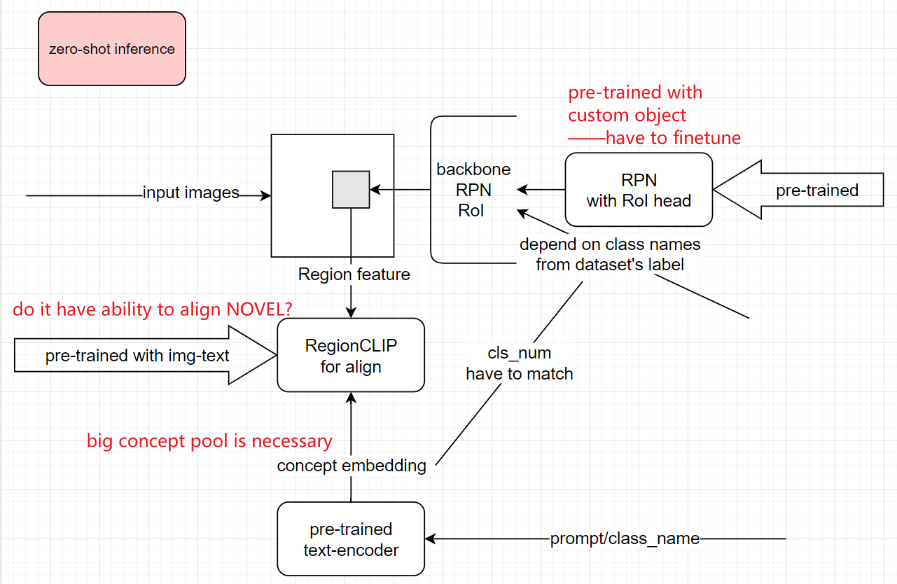 zero-shot inference
pre-trained with
custom object
——have to finetune
input images
backbone
RPN
RoI
RPN
with RoI head
pre-trained
depend on class names
from dataset's label
Region feature
do it have ability to align NOVEL?
pre-trained with img-text
RegionCLIP
for align
cls_num
have to match
big concept pool is necessary
concept embedding
pre-trained
text-encoder
prompt/class_name